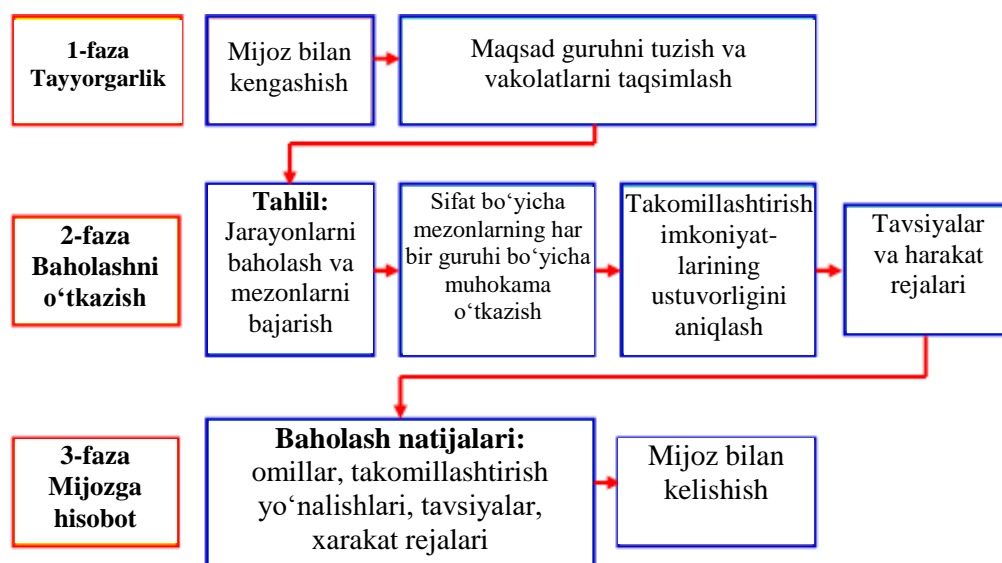 1-faza
Tayyorgarlik
Mijoz bilan
kengashish
Maqsad guruhni tuzish va
vakolatlarni taqsimlash
2-faza
Baholashni
o‘tkazish
Tahlil:
Jarayonlarni
baholash va
mezonlarni
bajarish
Sifat bo‘yicha
mezonlarning har
bir guruhi bo‘yicha
muhokama
o‘tkazish
Takomillashtirish
imkoniyat-
larining
ustuvorligini
aniqlash
Tavsiyalar
va harakat
rejalari
3-faza
Mijozga
hisobot
Baholash natijalari:
omillar, takomillashtirish
yo‘nalishlari, tavsiyalar,
xarakat rejalari
Mijoz bilan
kelishish